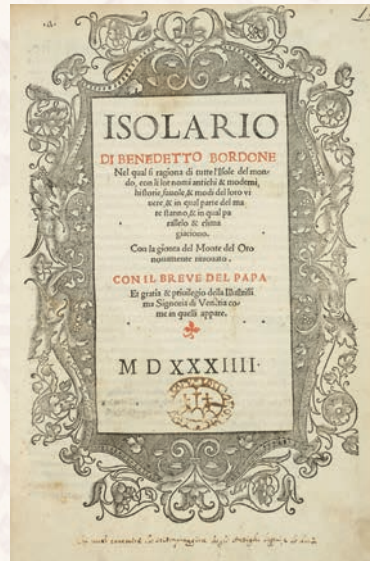 ISOLARIO
DI BENEDETTO BORDONE
Nel qual si ragiona di tutte l'Isole del mon-
do, con li lor nomi antichi & moderni,
historie, fauole, & modi del loro vi
uere, & in qual parte del ma
re stanno, & in qual pa
rallelo & clima
giaciono.
Con la gionta del Monte del Oro
nouamente ritrouato.
CON IL BREVE DEL PAPA
Et gratia & priuilegio della Illustrissi
ma Signoria di Venetia co
me in quelli appare.
M D XXXIIII.